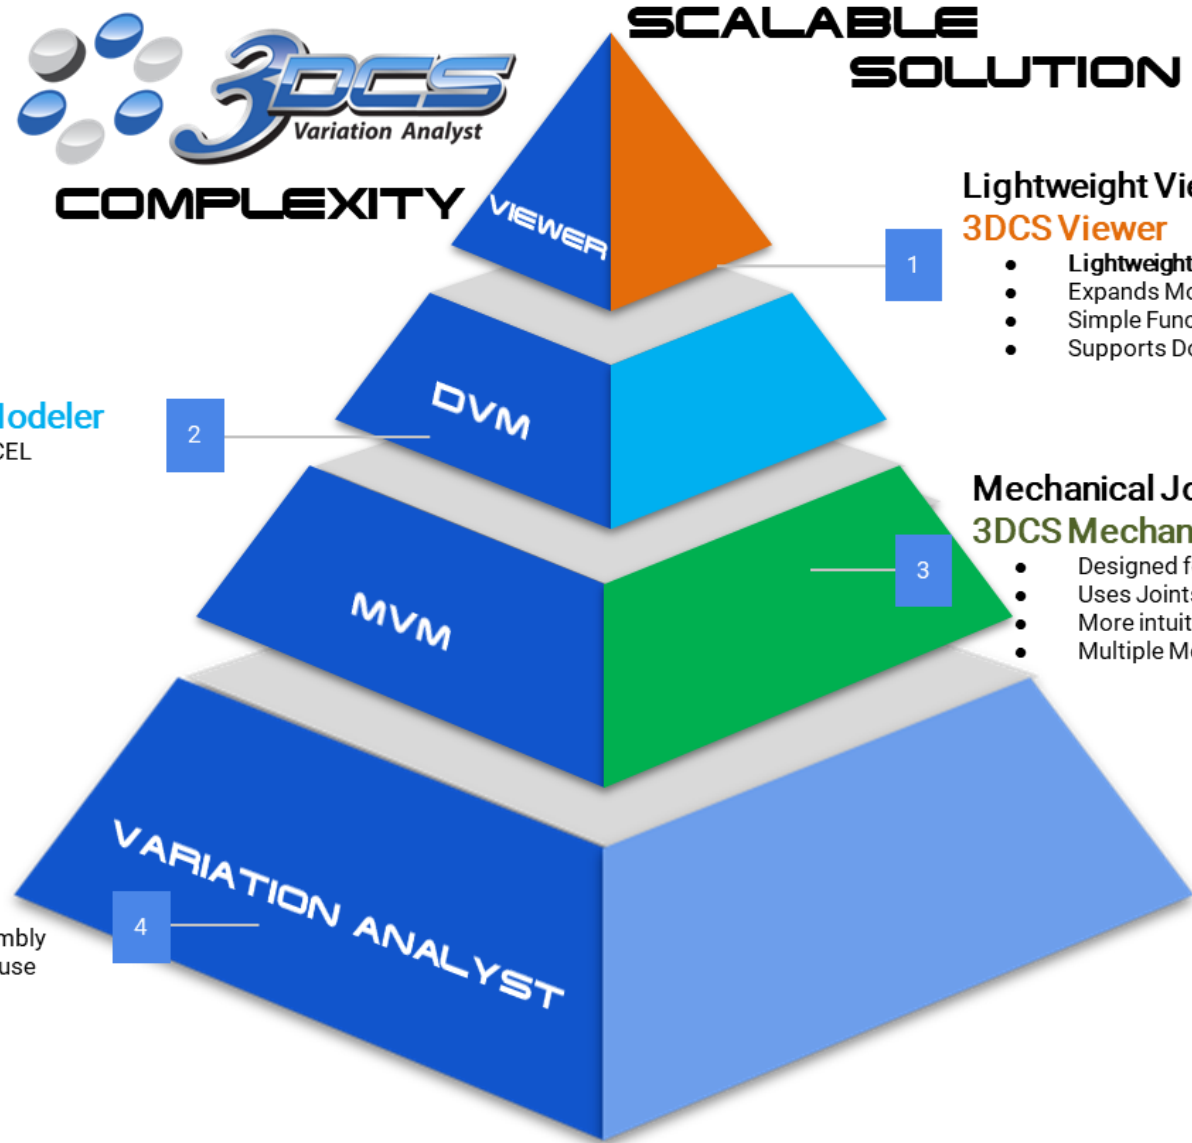 SCALABLE
SOLUTION
3DCS
Variation Analyst
COMPLEXITY
VIEWER
1
Lightweight Vie
3DCS Viewer
● Lightweight
● Expands Mo
● Simple Func
● Supports Do
odeler
CEL
2
DVM
Mechanical Jo
3DCS Mechan
● Designed f
● Uses Joints
● More intuit
● Multiple M
3
MVM
VARIATION ANALYST
mbly
use
4